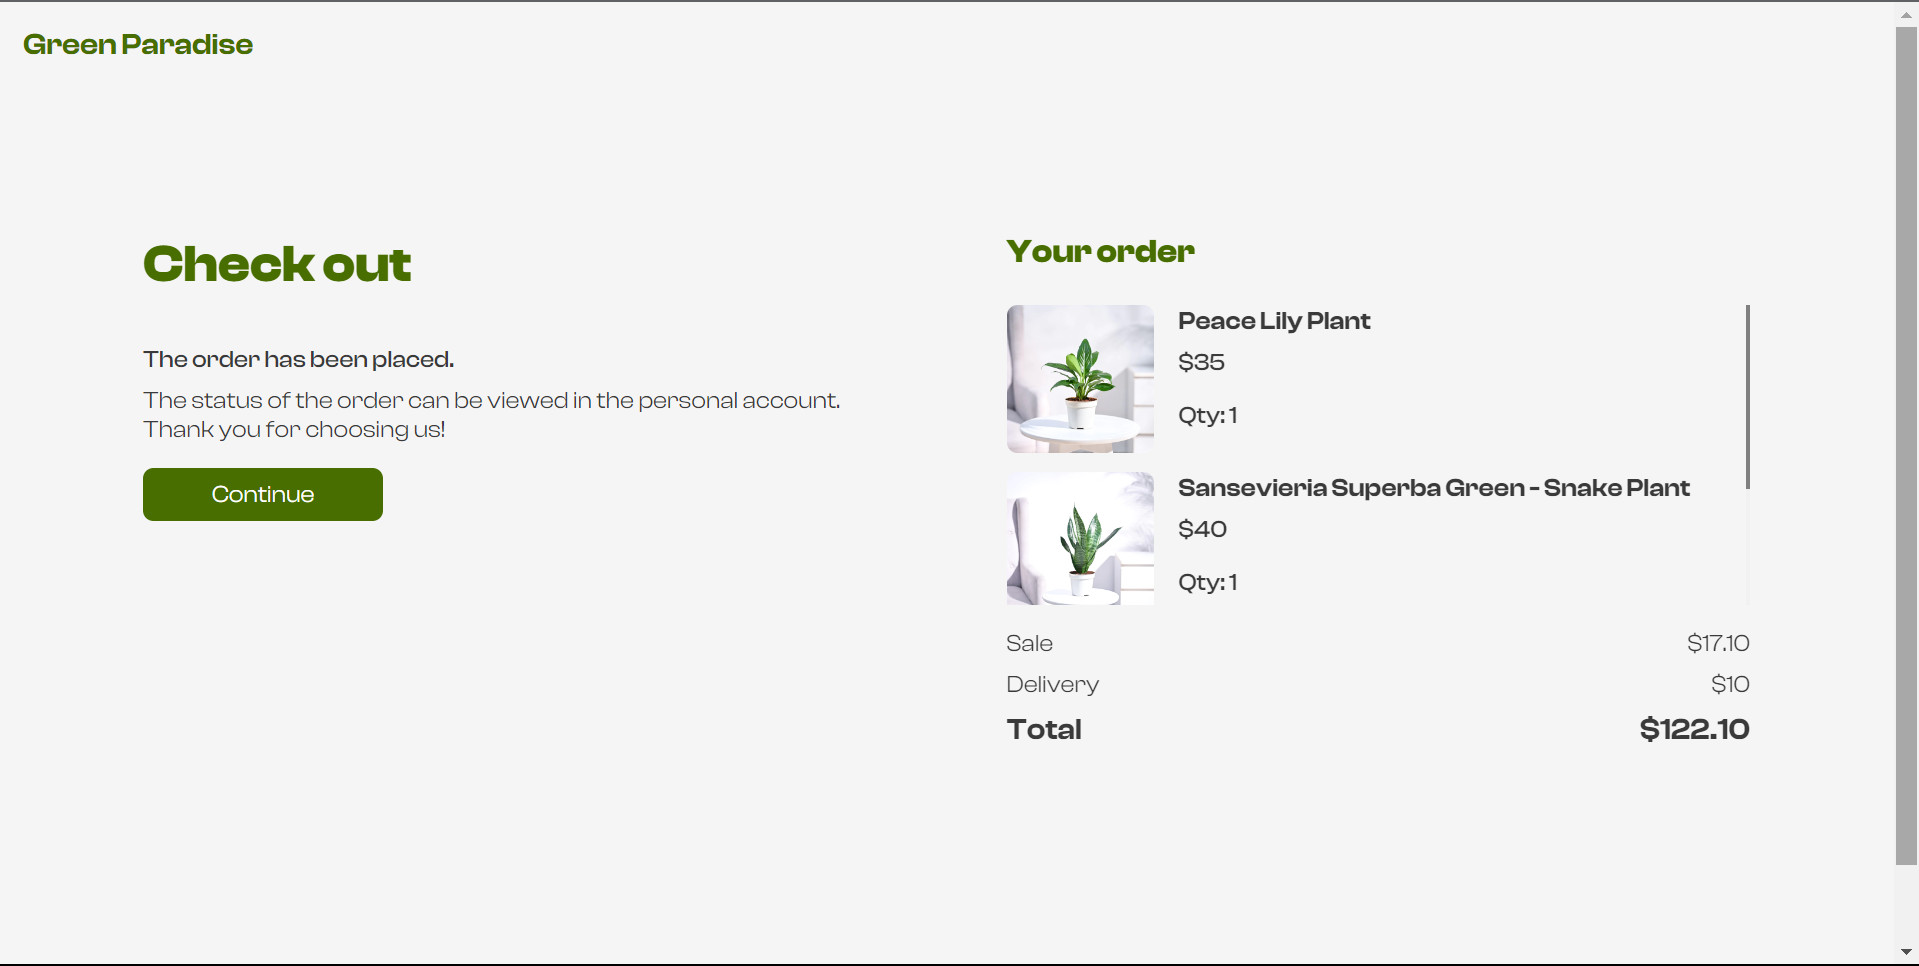 Green Paradise
Check out
The order has been placed.
The status of the order can be viewed in the personal account.
Thank you for choosing us!
Continue
Your order
Peace Lily Plant
$35
Qty: 1
Sansevieria Superba Green - Snake Plant
$40
Qty: 1
Sale $17.10
Delivery $10
Total $122.10